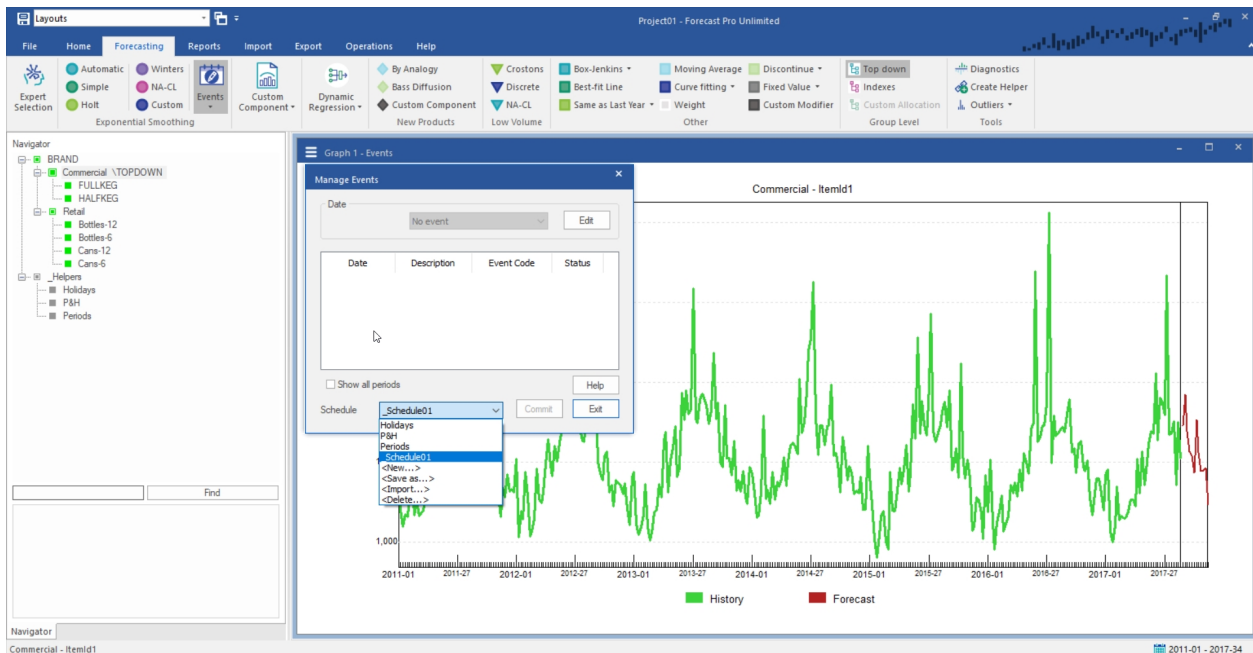 Layouts
Project01 - Forecast Pro Unlimited
File Home Forecasting Reports Import Export Operations Help
Expert Selection
Automatic Winters
Simple NA-CL
Holt Custom
Events
Exponential Smoothing
Custom Component
Dynamic Regression
By Analogy
Bass Diffusion
Custom Component
New Products
Crostons
Discrete
NA-CL
Low Volume
Box-Jenkins Moving Average Discontinue
Best-fit Line Curve fitting Fixed Value
Same as Last Year Weight Custom Modifier
Other
Top down
Indexes
Custom Allocation
Group Level
Diagnostics
Create Helper
Outliers
Tools
Navigator
BRAND
Commercial \TOPDOWN
FULLKEG
HALFKEG
Retail
Bottles-12
Bottles-6
Cans-12
Cans-6
_Helpers
Holidays
P&H
Periods
Find
Navigator
Commercial - ItemId1
Graph 1 - Events
Manage Events
Date
No event Edit
Date Description Event Code Status
Show all periods Help
Schedule _Schedule01 Commit Exit
Holidays
P&H
Periods
_Schedule01
<New...>
<Save as...>
<Import...>
<Delete...>
Commercial - ItemId1
1,000
2011-01 2011-27 2012-01 2012-27 2013-01 2013-27 2014-01 2014-27 2015-01 2015-27 2016-01 2016-27 2017-01 2017-27
History Forecast
2011-01 - 2017-34